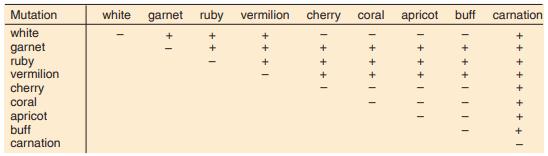 Mutation white garnet ruby vermilion cherry coral apricot buff carnation
white – + + + – – – – +
garnet – + + + + + + +
ruby – + + + + + +
vermilion – + + + + +
cherry – – – – +
coral – – – +
apricot – – +
buff – +
carnation –